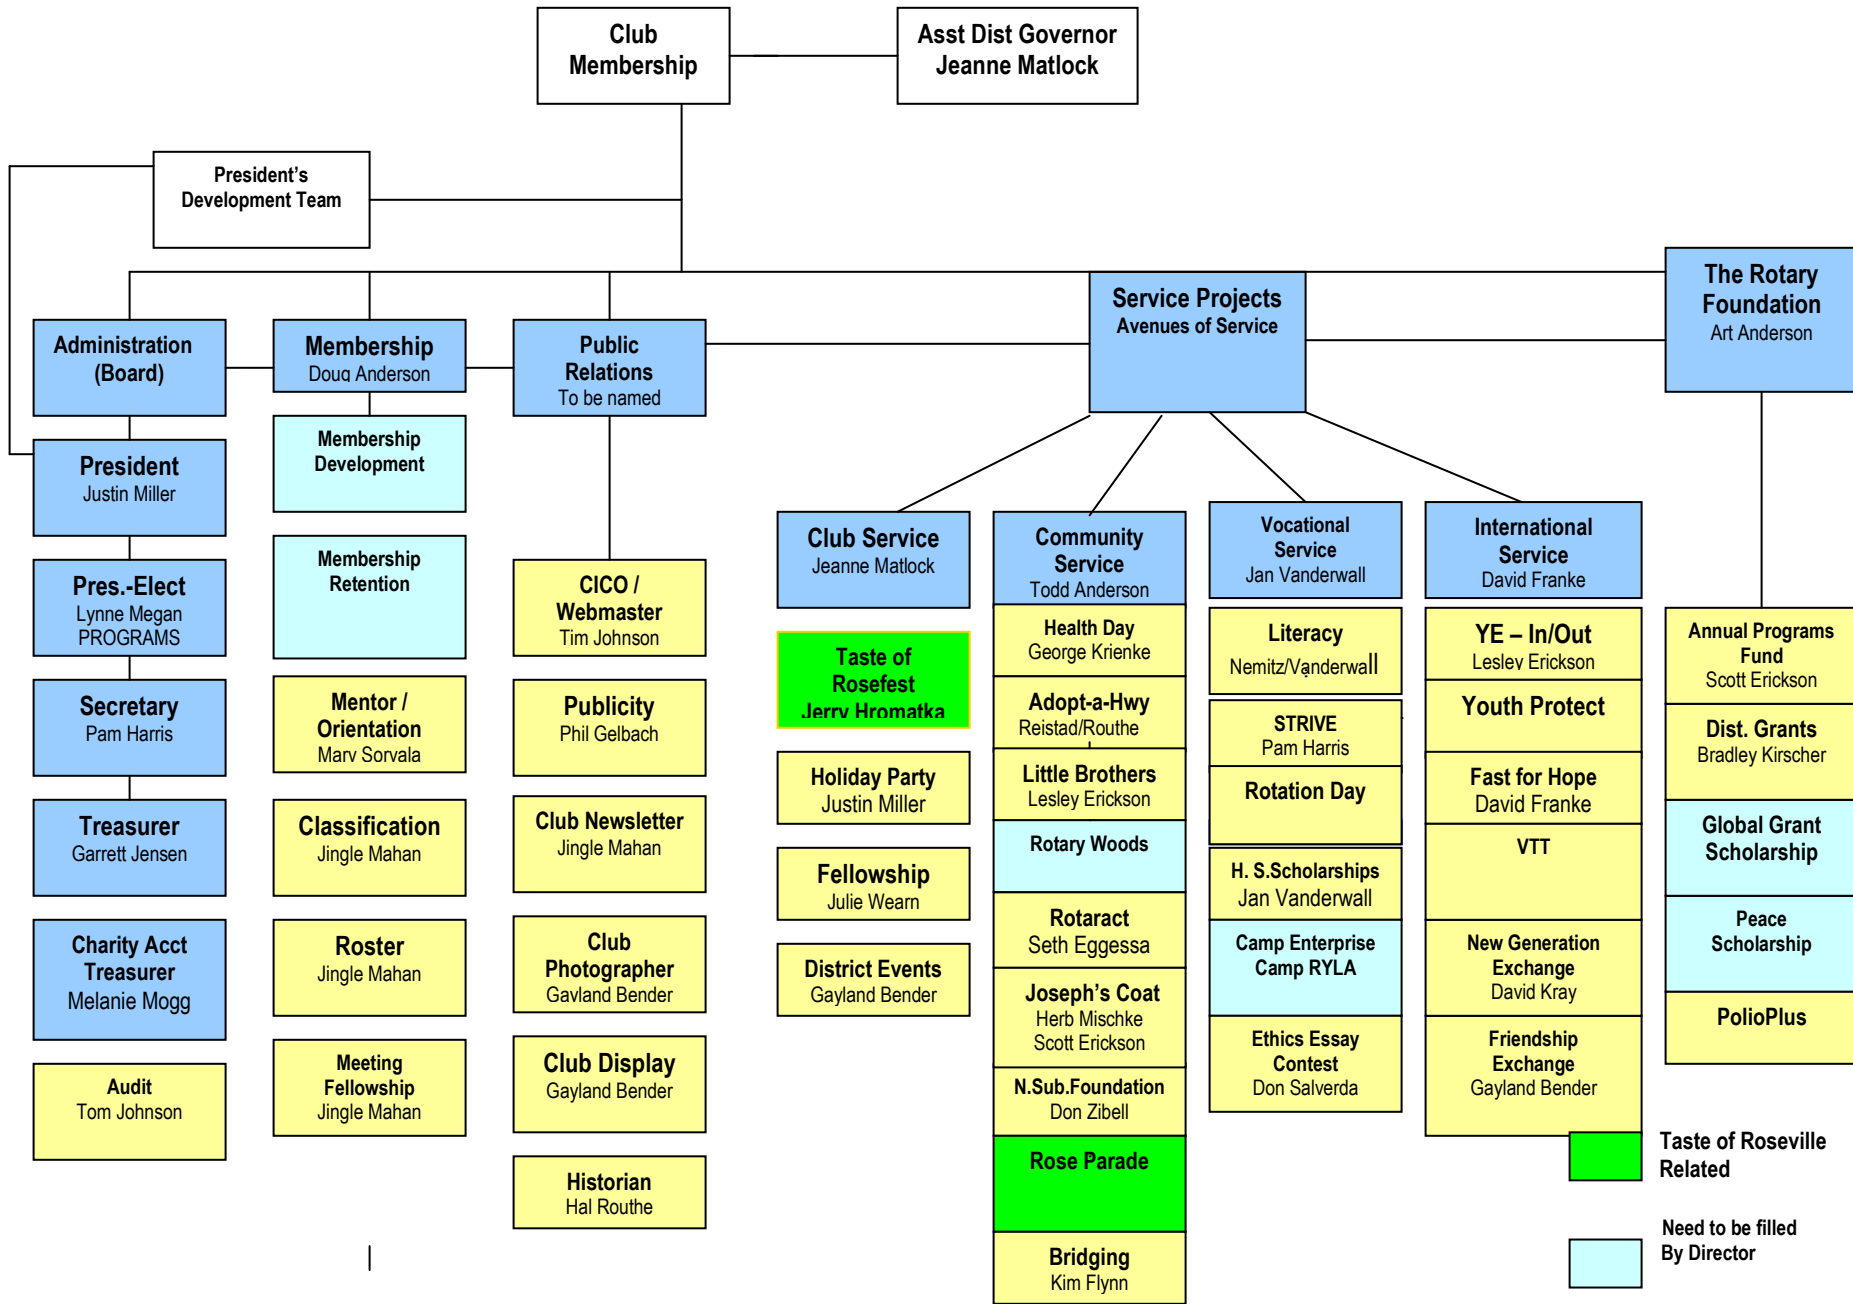 Club
Membership
Asst Dist Governor
Jeanne Matlock
President's
Development Team
Administration
(Board)
President
Justin Miller
Pres.-Elect
Lynne Megan
PROGRAMS
Secretary
Pam Harris
Treasurer
Garrett Jensen
Charity Acct
Treasurer
Melanie Mogg
Audit
Tom Johnson
Membership
Doug Anderson
Membership
Development
Membership
Retention
Mentor /
Orientation
Marv Sorvala
Classification
Jingle Mahan
Roster
Jingle Mahan
Meeting
Fellowship
Jingle Mahan
Public
Relations
To be named
CICO /
Webmaster
Tim Johnson
Publicity
Phil Gelbach
Club Newsletter
Jingle Mahan
Club
Photographer
Gayland Bender
Club Display
Gayland Bender
Historian
Hal Routhe
Service Projects
Avenues of Service
Club Service
Jeanne Matlock
Taste of
Rosefest
Jerry Hromatka
Holiday Party
Justin Miller
Fellowship
Julie Wearn
District Events
Gayland Bender
Community
Service
Todd Anderson
Health Day
George Krienke
Adopt-a-Hwy
Reistad/Routhe
Little Brothers
Lesley Erickson
Rotary Woods
Rotaract
Seth Eggessa
Joseph's Coat
Herb Mischke
Scott Erickson
N.Sub.Foundation
Don Zibell
Rose Parade
Bridging
Kim Flynn
Vocational
Service
Jan Vanderwall
Literacy
Nemitz/Vanderwall
STRIVE
Pam Harris
Rotation Day
H. S.Scholarships
Jan Vanderwall
Camp Enterprise
Camp RYLA
Ethics Essay
Contest
Don Salverda
International
Service
David Franke
YE – In/Out
Lesley Erickson
Youth Protect
Fast for Hope
David Franke
VTT
New Generation
Exchange
David Kray
Friendship
Exchange
Gayland Bender
The Rotary
Foundation
Art Anderson
Annual Programs
Fund
Scott Erickson
Dist. Grants
Bradley Kirscher
Global Grant
Scholarship
Peace
Scholarship
PolioPlus
Taste of Roseville
Related
Need to be filled
By Director